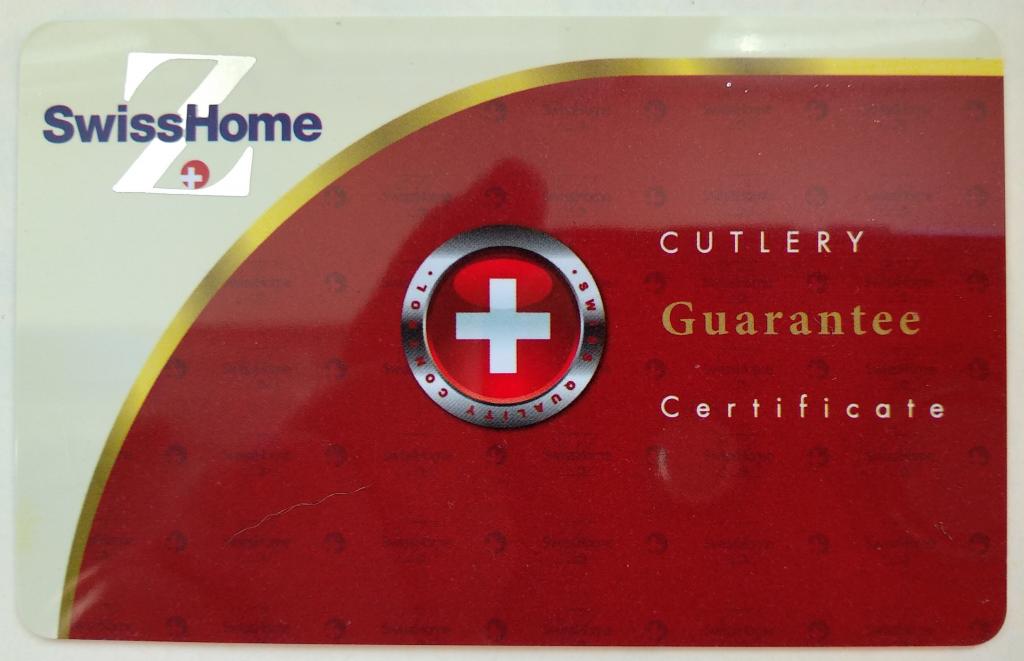 Z
SwissHome
CUTLERY
Guarantee
Certificate
SWISS QUALITY CONTROL